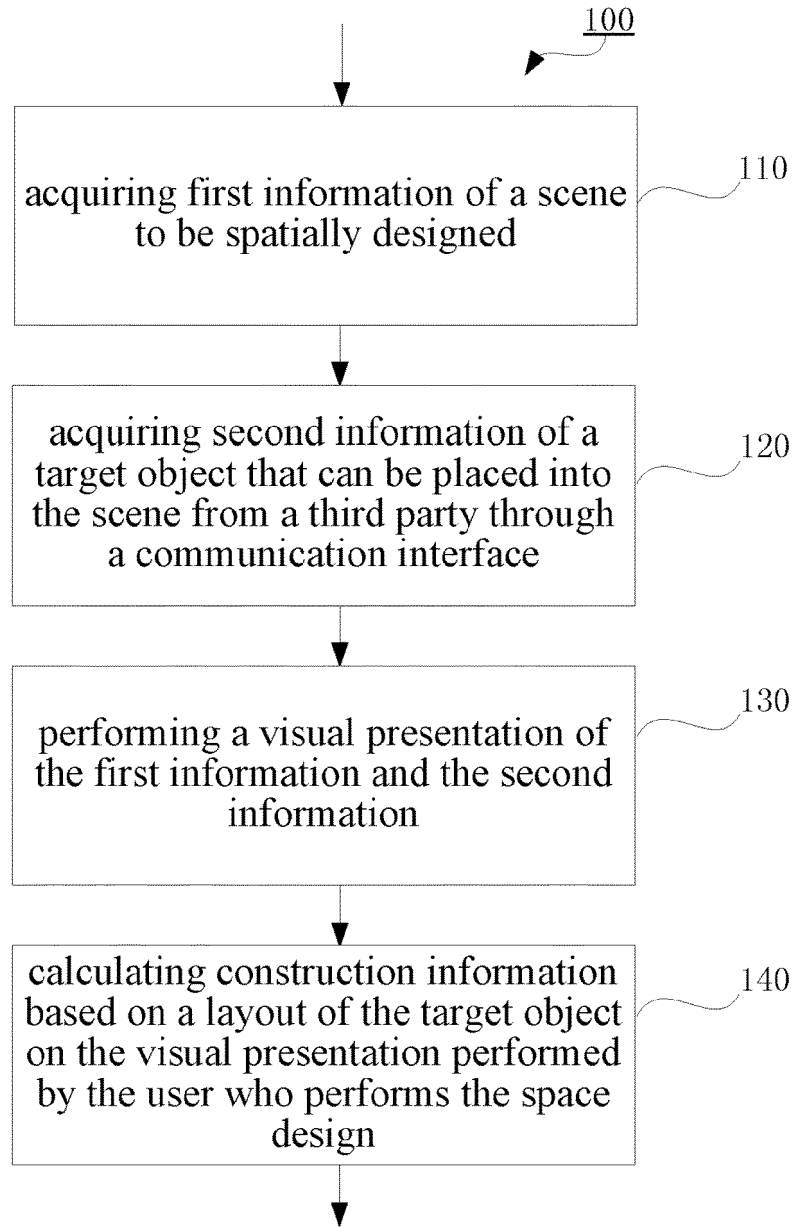 100
acquiring first information of a scene
to be spatially designed
110
acquiring second information of a
target object that can be placed into
the scene from a third party through
a communication interface
120
performing a visual presentation of
the first information and the second
information
130
calculating construction information
based on a layout of the target object
on the visual presentation performed
by the user who performs the space
design
140